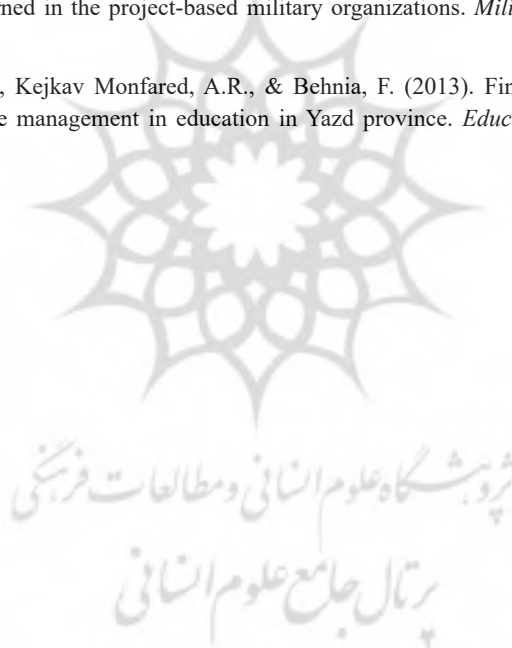 rned in the project-based military organizations. Mili
, Kejkav Monfared, A.R., & Behnia, F. (2013). Fin
e management in education in Yazd province. Educ
پژوهشگاه علوم انسانی و مطالعات فرهنگی
پرتال جامع علوم انسانی